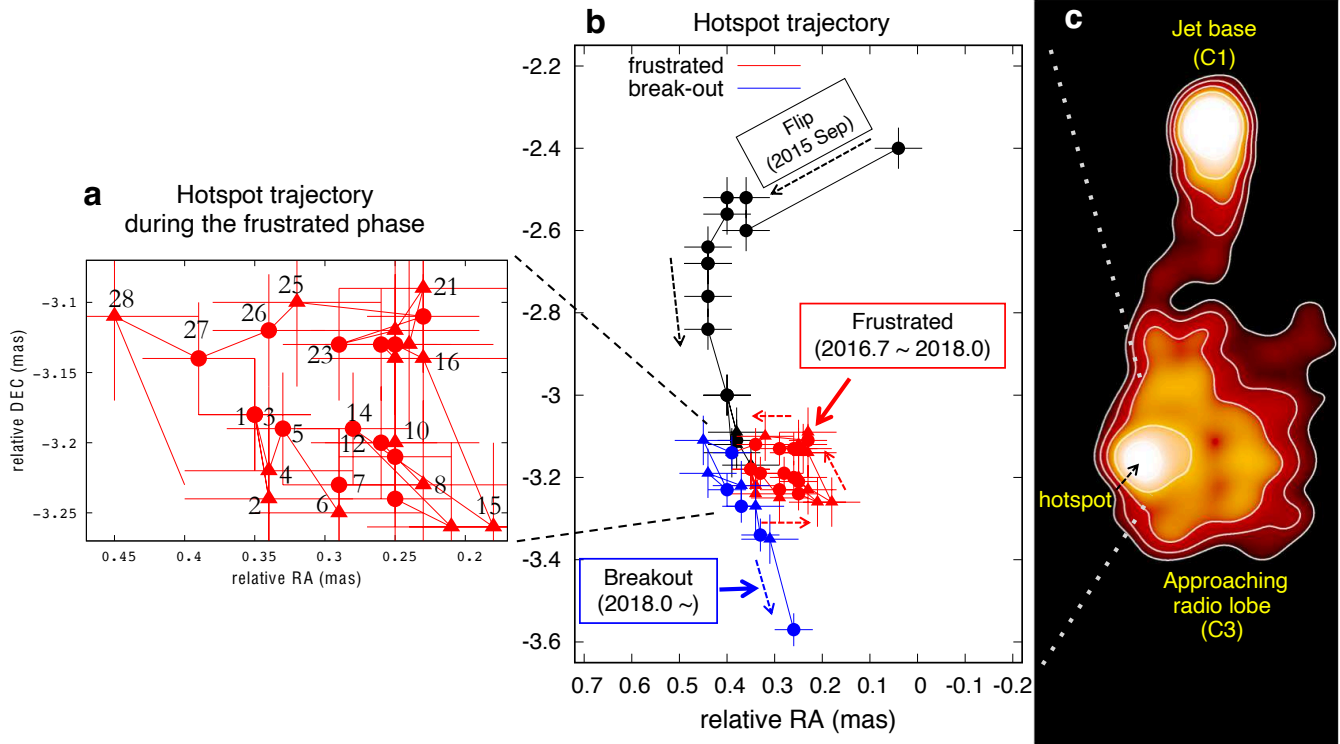 a
Hotspot trajectory
during the frustrated phase
-3.1
-3.15
-3.2
-3.25
relative DEC (mas)
28
25
21
27
26
23
16
1
3
5
14
12
10
4
2
7
6
8
15
0.45
0.4
0.35
0.3
0.25
0.2
relative RA (mas)
b
Hotspot trajectory
frustrated
break-out
Flip
(2015 Sep)
Frustrated
(2016.7 ~ 2018.0)
Breakout
(2018.0 ~)
-2.2
-2.4
-2.6
-2.8
-3
-3.2
-3.4
-3.6
0.7
0.6
0.5
0.4
0.3
0.2
0.1
0
-0.1
-0.2
relative RA (mas)
c
Jet base
(C1)
hotspot
Approaching
radio lobe
(C3)